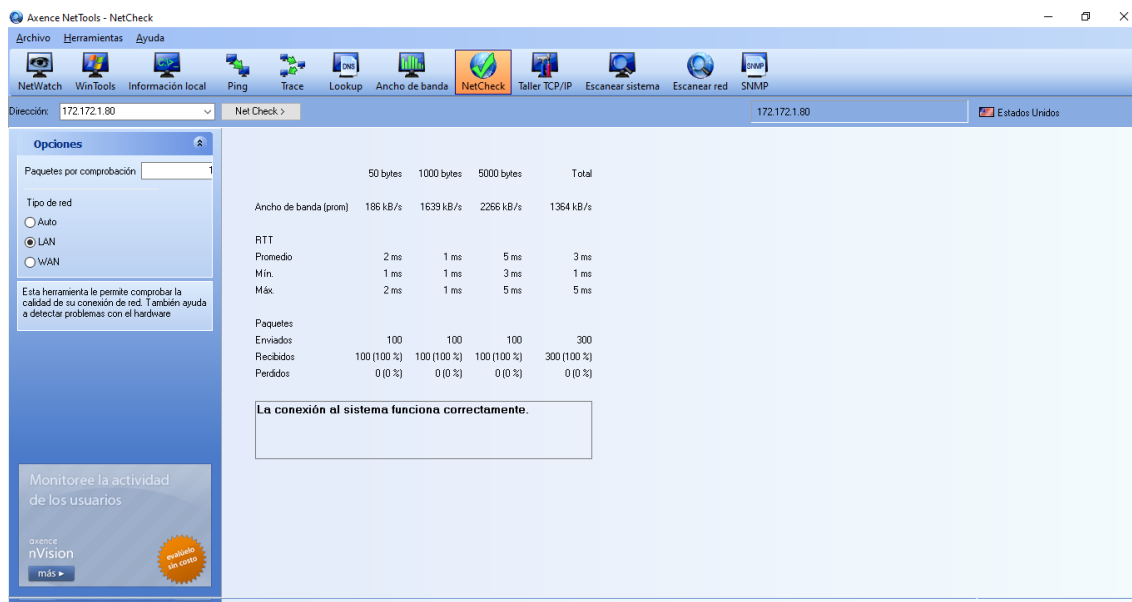 Axence NetTools - NetCheck
Archivo Herramientas Ayuda
NetWatch WinTools Información local Ping Trace Lookup Ancho de banda NetCheck Taller TCP/IP Escanear sistema Escanear red SNMP
DNS
SNMP
Dirección: 172.172.1.80 Net Check > 172.172.1.80 Estados Unidos
Opciones
Paquetes por comprobación 1
Tipo de red
Auto
LAN
WAN
Esta herramienta le permite comprobar la
calidad de su conexión de red. También ayuda
a detectar problemas con el hardware
50 bytes 1000 bytes 5000 bytes Total
Ancho de banda (prom) 186 kB/s 1639 kB/s 2266 kB/s 1364 kB/s
RTT
Promedio 2 ms 1 ms 5 ms 3 ms
Mín. 1 ms 1 ms 3 ms 1 ms
Máx. 2 ms 1 ms 5 ms 5 ms
Paquetes
Enviados 100 100 100 300
Recibidos 100 (100 %) 100 (100 %) 100 (100 %) 300 (100 %)
Perdidos 0 (0 %) 0 (0 %) 0 (0 %) 0 (0 %)
La conexión al sistema funciona correctamente.
Monitoree la actividad
de los usuarios
axence
nVision
evalúelo
sin costo
más